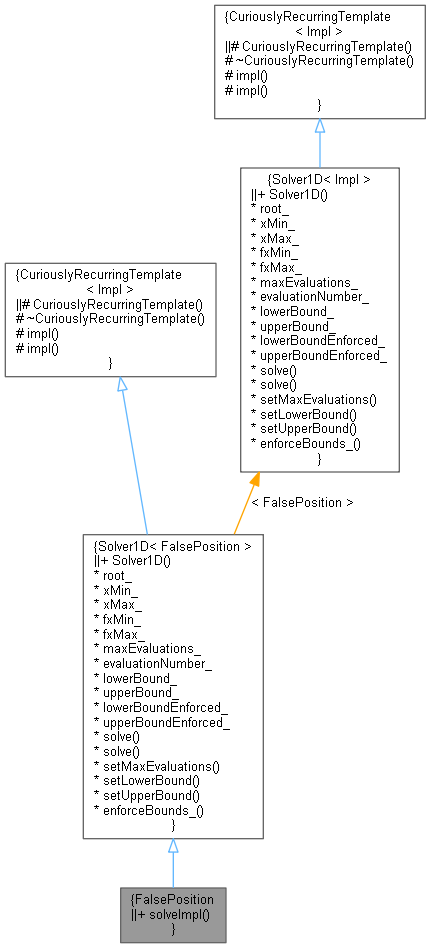 {CuriouslyRecurringTemplate
< Impl >
||# CuriouslyRecurringTemplate()
# ~CuriouslyRecurringTemplate()
# impl()
# impl()
}
{Solver1D< Impl >
||+ Solver1D()
* root_
* xMin_
* xMax_
* fxMin_
* fxMax_
* maxEvaluations_
* evaluationNumber_
* lowerBound_
* upperBound_
* lowerBoundEnforced_
* upperBoundEnforced_
* solve()
* solve()
* setMaxEvaluations()
* setLowerBound()
* setUpperBound()
* enforceBounds_()
}
{CuriouslyRecurringTemplate
< Impl >
||# CuriouslyRecurringTemplate()
# ~CuriouslyRecurringTemplate()
# impl()
# impl()
}
< FalsePosition >
{Solver1D< FalsePosition >
||+ Solver1D()
* root_
* xMin_
* xMax_
* fxMin_
* fxMax_
* maxEvaluations_
* evaluationNumber_
* lowerBound_
* upperBound_
* lowerBoundEnforced_
* upperBoundEnforced_
* solve()
* solve()
* setMaxEvaluations()
* setLowerBound()
* setUpperBound()
* enforceBounds_()
}
{FalsePosition
||+ solveImpl()
}